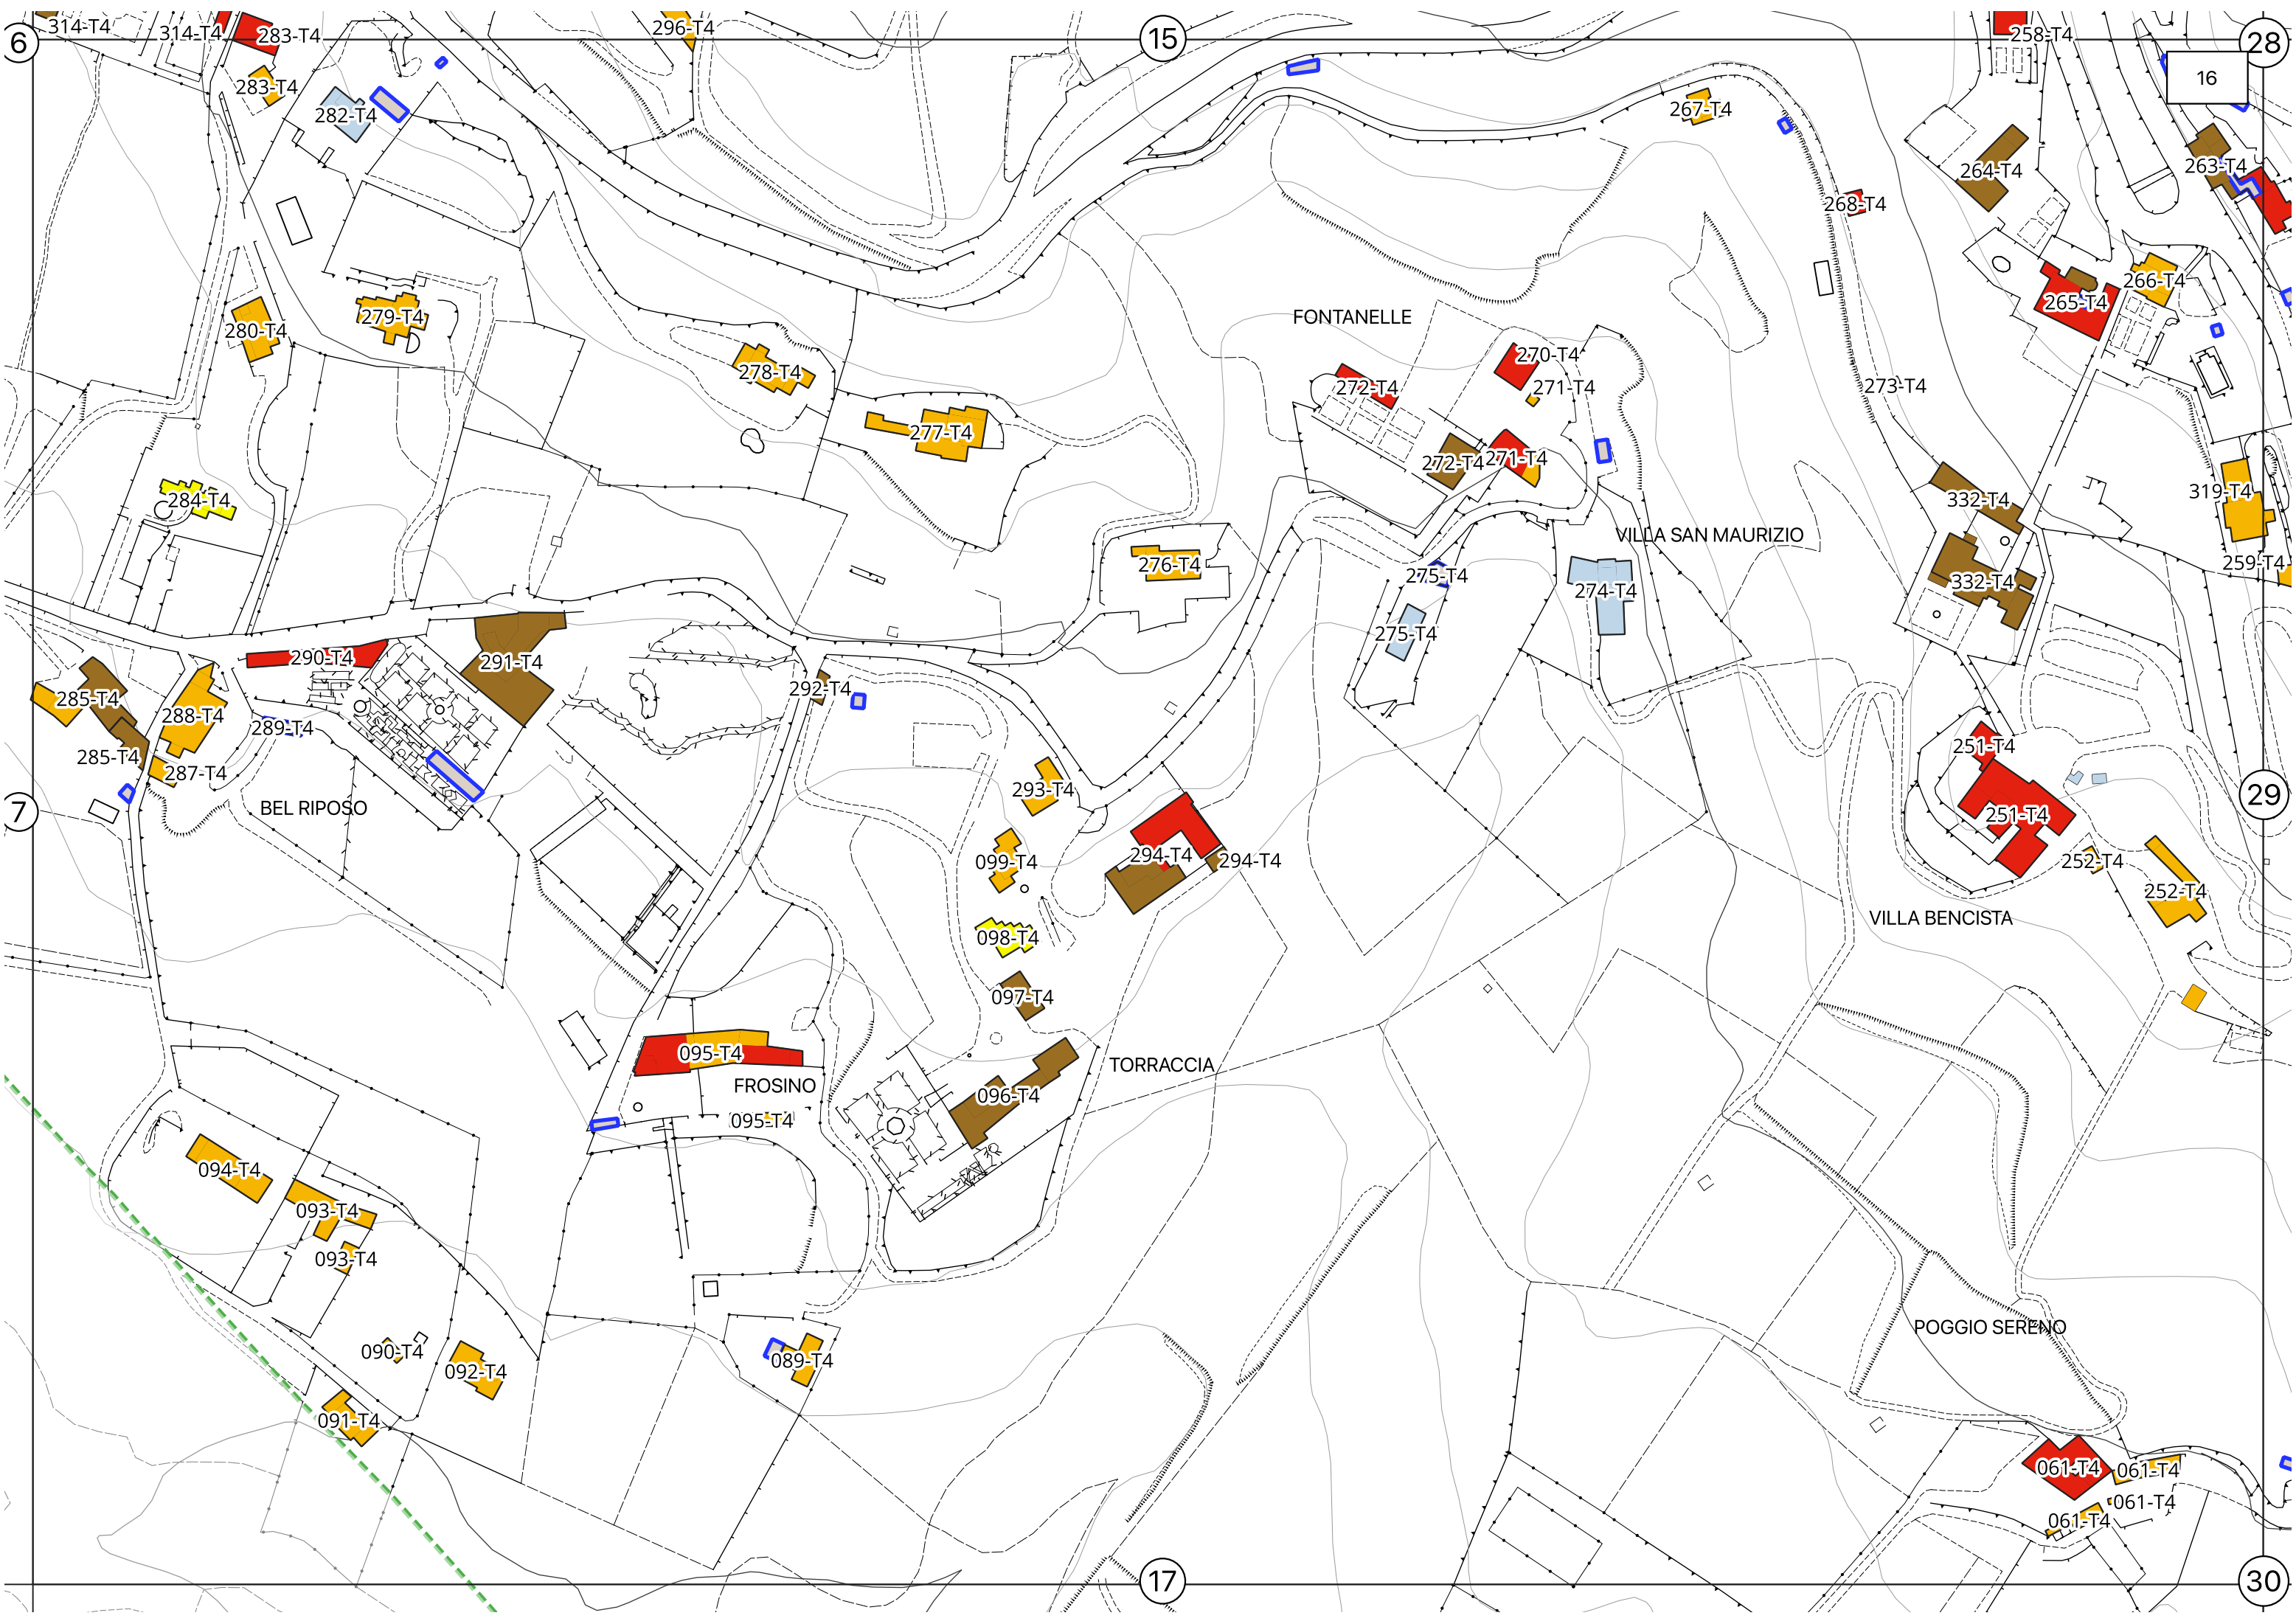 314-T4
314-T4
283-T4
296-T4
15
258-T4
28
6
16
283-T4
282-T4
267-T4
264-T4
263-T4
268-T4
280-T4
279-T4
265-T4
266-T4
FONTANELLE
278-T4
270-T4
272-T4
271-T4
273-T4
277-T4
272-T4
271-T4
284-T4
332-T4
319-T4
VILLA SAN MAURIZIO
276-T4
275-T4
274-T4
332-T4
259-T4
275-T4
290-T4
291-T4
292-T4
285-T4
288-T4
289-T4
285-T4
287-T4
251-T4
BEL RIPOSO
293-T4
7
29
251-T4
099-T4
294-T4
294-T4
252-T4
252-T4
VILLA BENCISTA
098-T4
097-T4
095-T4
TORRACCIA
FROSINO
096-T4
095-T4
094-T4
093-T4
093-T4
POGGIO SERENO
090-T4
092-T4
089-T4
091-T4
061-T4
061-T4
061-T4
061-T4
17
30